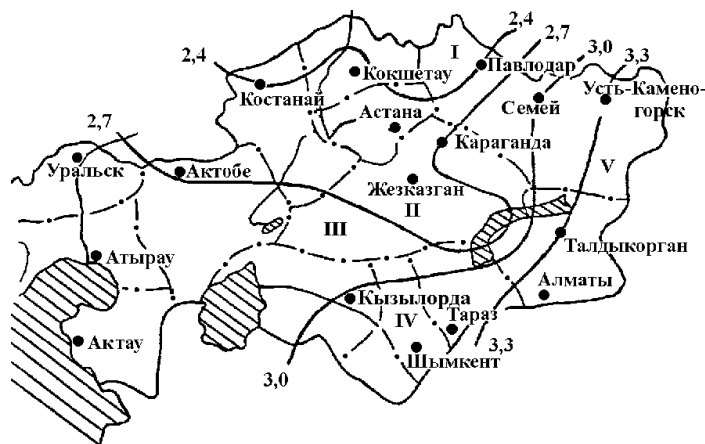 2,4
I
2,4
2,7
3,0
3,3
Кокшетау
Павлодар
Костанай
Семей
Усть-Камено-
горск
Астана
2,7
Караганда
Уральск
Актобе
Жезказган
V
II
III
Талдыкорган
Атырау
Алматы
Кызылорда
IV
Тараз
Актау
Шымкент
3,3
3,0